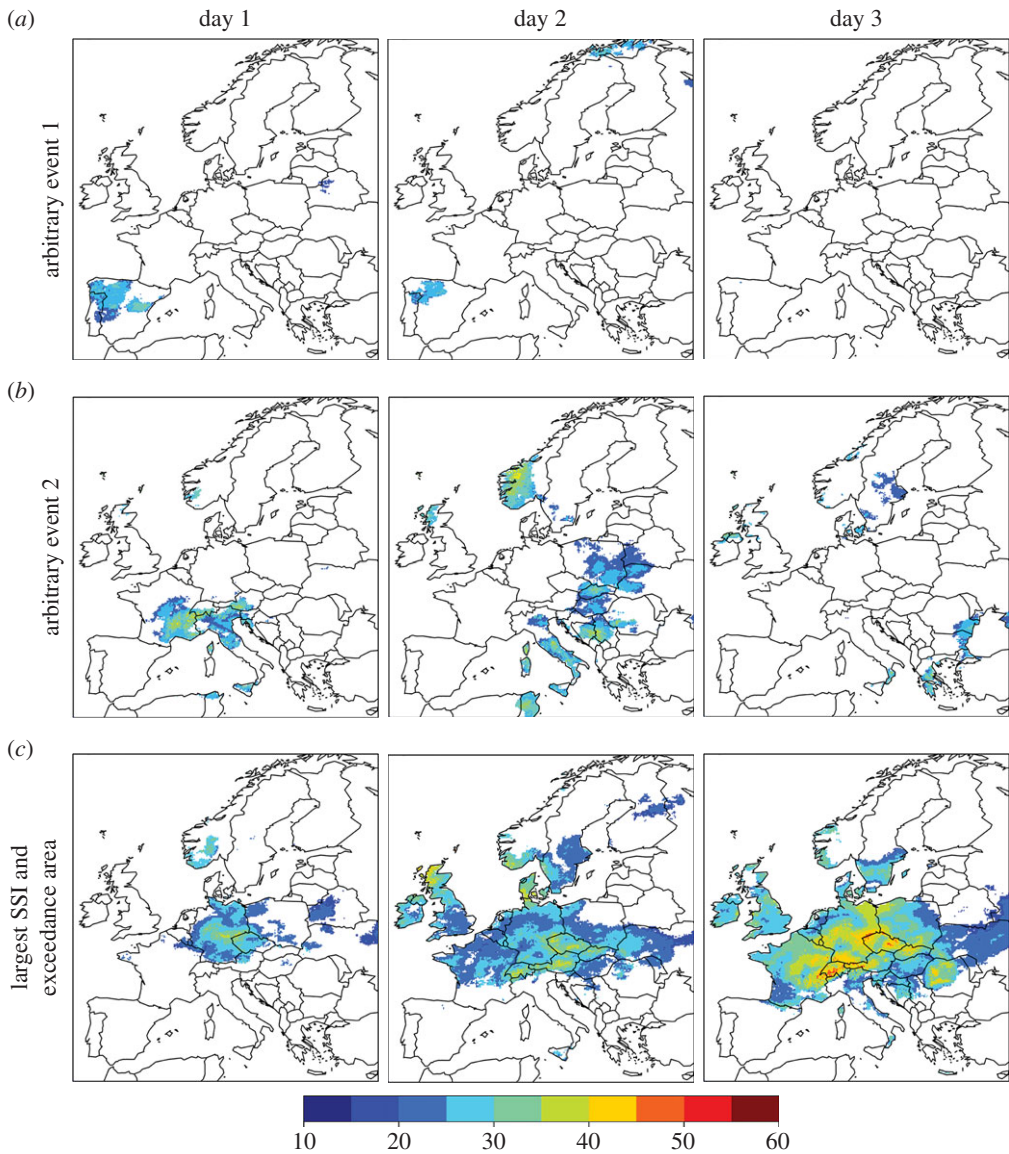 (a)
day 1
day 2
day 3
arbitrary event 1
(b)
arbitrary event 2
(c)
largest SSI and
exceedance area
10 20 30 40 50 60